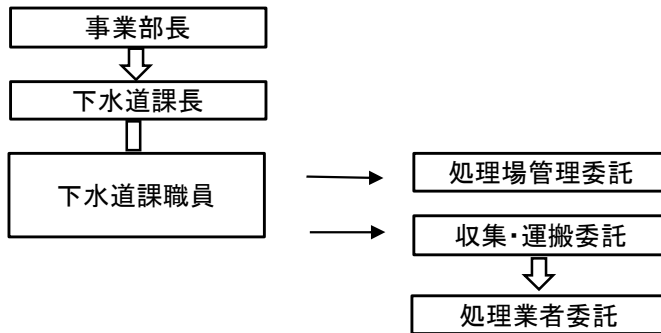 事業部長
下水道課長
下水道課職員
処理場管理委託
収集・運搬委託
処理業者委託